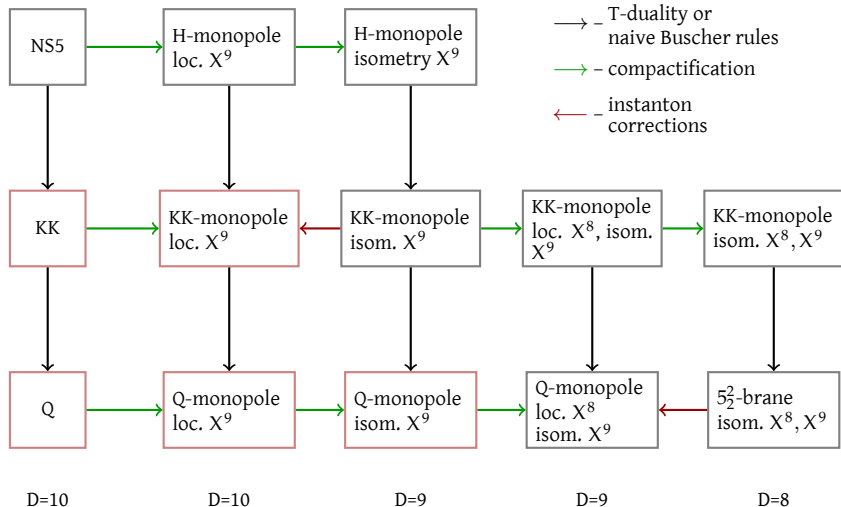 NS5
H-monopole
loc. X⁹
H-monopole
isometry X⁹
– T-duality or
naive Buscher rules
– compactification
– instanton
corrections
KK
KK-monopole
loc. X⁹
KK-monopole
isom. X⁹
KK-monopole
loc. X⁸, isom.
X⁹
KK-monopole
isom. X⁸, X⁹
Q
Q-monopole
loc. X⁹
Q-monopole
isom. X⁹
Q-monopole
loc. X⁸
isom. X⁹
5₂²-brane
isom. X⁸, X⁹
D=10
D=10
D=9
D=9
D=8